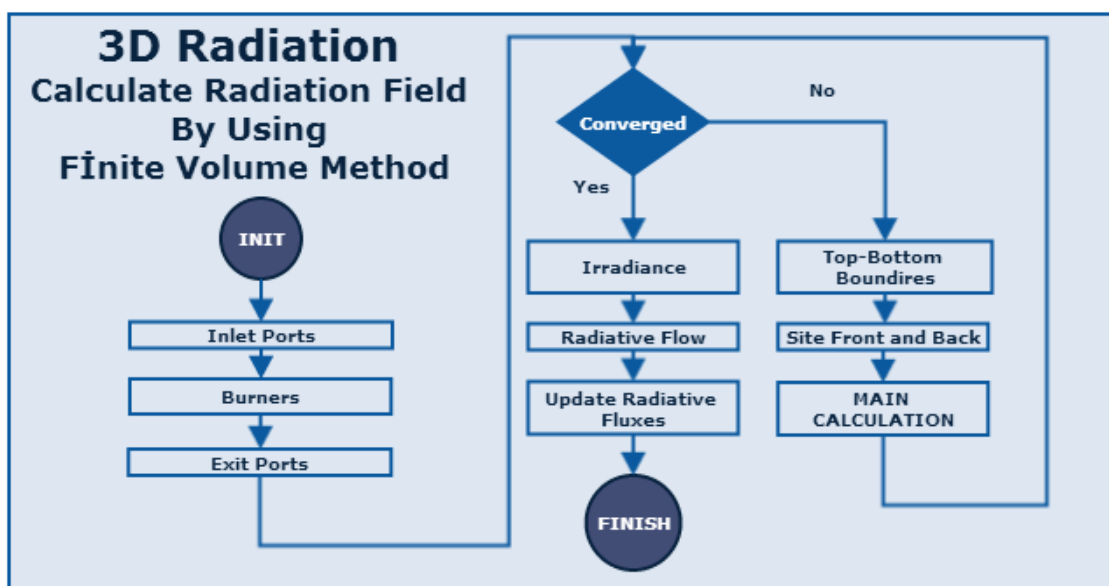 3D Radiation
Calculate Radiation Field
By Using
Fİnite Volume Method
INIT
Inlet Ports
Burners
Exit Ports
Converged
No
Yes
Irradiance
Radiative Flow
Update Radiative
Fluxes
FINISH
Top-Bottom
Boundires
Site Front and Back
MAIN
CALCULATION